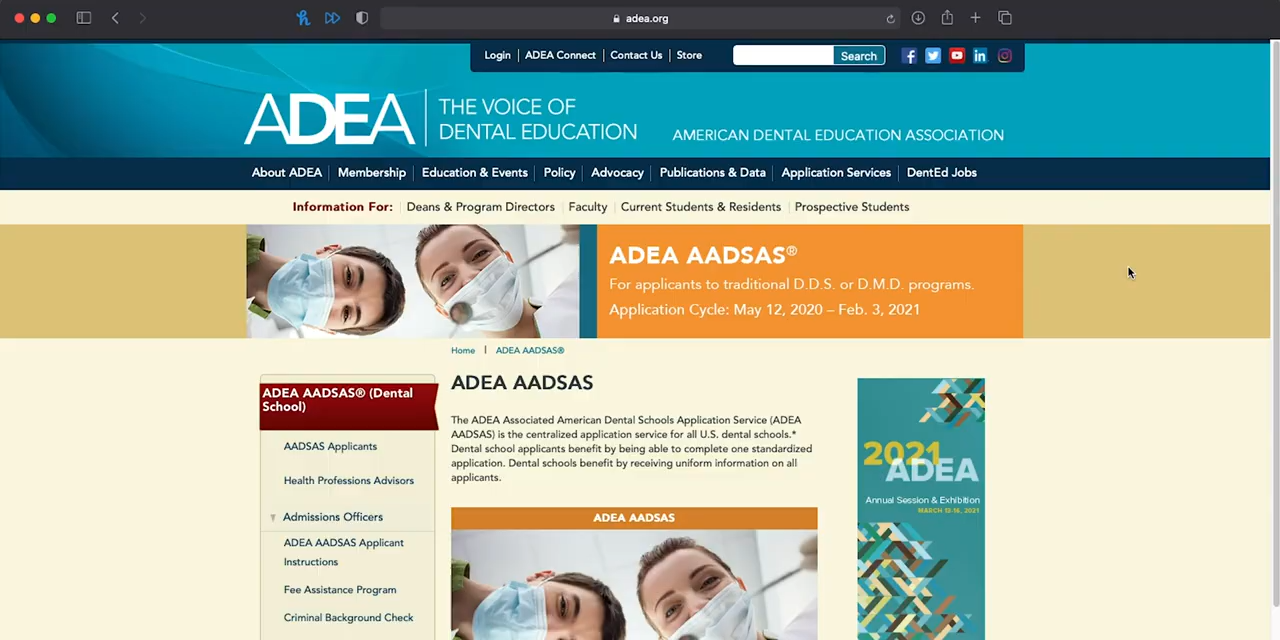 adea.org
Login
ADEA Connect
Contact Us
Store
Search
ADEA
THE VOICE OF
DENTAL EDUCATION
AMERICAN DENTAL EDUCATION ASSOCIATION
About ADEA
Membership
Education & Events
Policy
Advocacy
Publications & Data
Application Services
DentEd Jobs
Information For:
Deans & Program Directors
Faculty
Current Students & Residents
Prospective Students
ADEA AADSAS®
For applicants to traditional D.D.S. or D.M.D. programs.
Application Cycle: May 12, 2020 – Feb. 3, 2021
Home
ADEA AADSAS®
ADEA AADSAS® (Dental
School)
AADSAS Applicants
Health Professions Advisors
Admissions Officers
ADEA AADSAS Applicant
Instructions
Fee Assistance Program
Criminal Background Check
ADEA AADSAS
The ADEA Associated American Dental Schools Application Service (ADEA
AADSAS) is the centralized application service for all U.S. dental schools.*
Dental school applicants benefit by being able to complete one standardized
application. Dental schools benefit by receiving uniform information on all
applicants.
ADEA AADSAS
2021
ADEA
Annual Session & Exhibition
MARCH 13-16, 2021